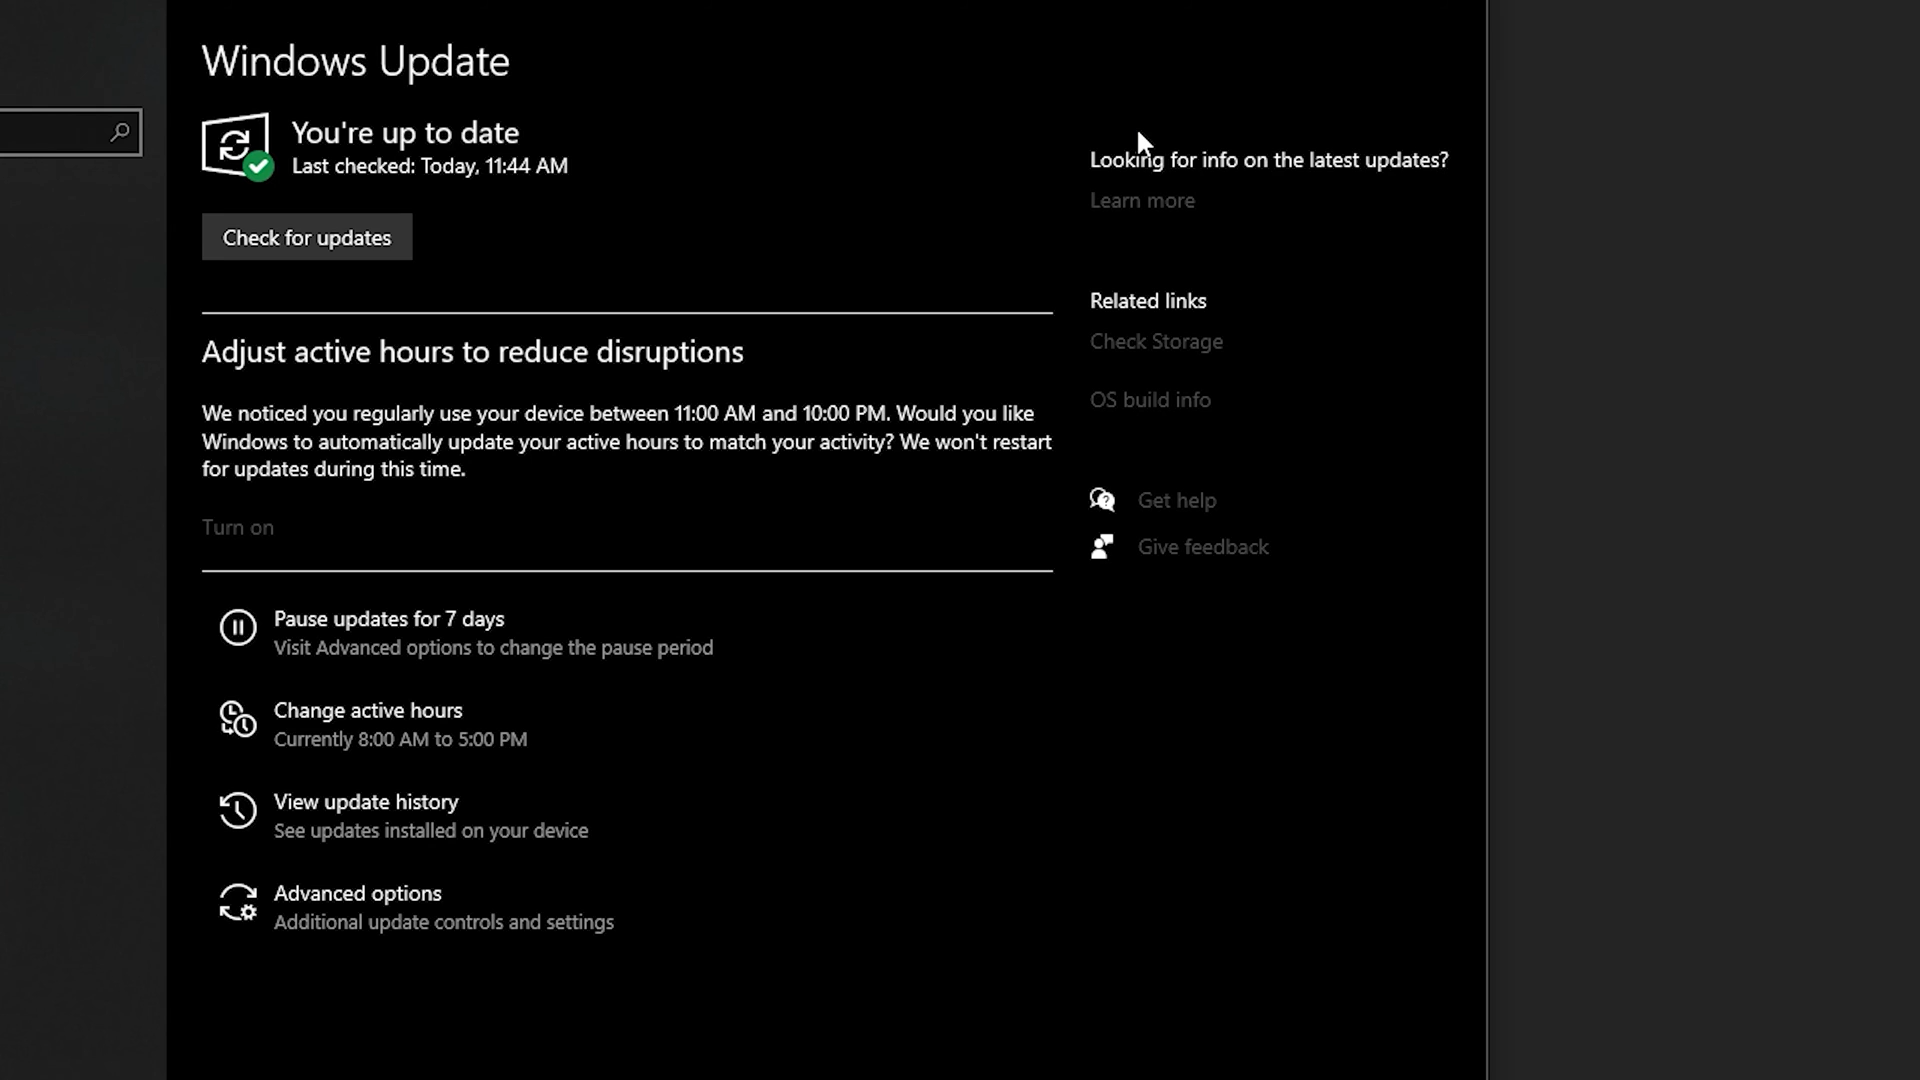 Windows Update
You're up to date
Last checked: Today, 11:44 AM
Check for updates
Adjust active hours to reduce disruptions
We noticed you regularly use your device between 11:00 AM and 10:00 PM. Would you like
Windows to automatically update your active hours to match your activity? We won't restart
for updates during this time.
Turn on
Pause updates for 7 days
Visit Advanced options to change the pause period
Change active hours
Currently 8:00 AM to 5:00 PM
View update history
See updates installed on your device
Advanced options
Additional update controls and settings
Looking for info on the latest updates?
Learn more
Related links
Check Storage
OS build info
Get help
Give feedback